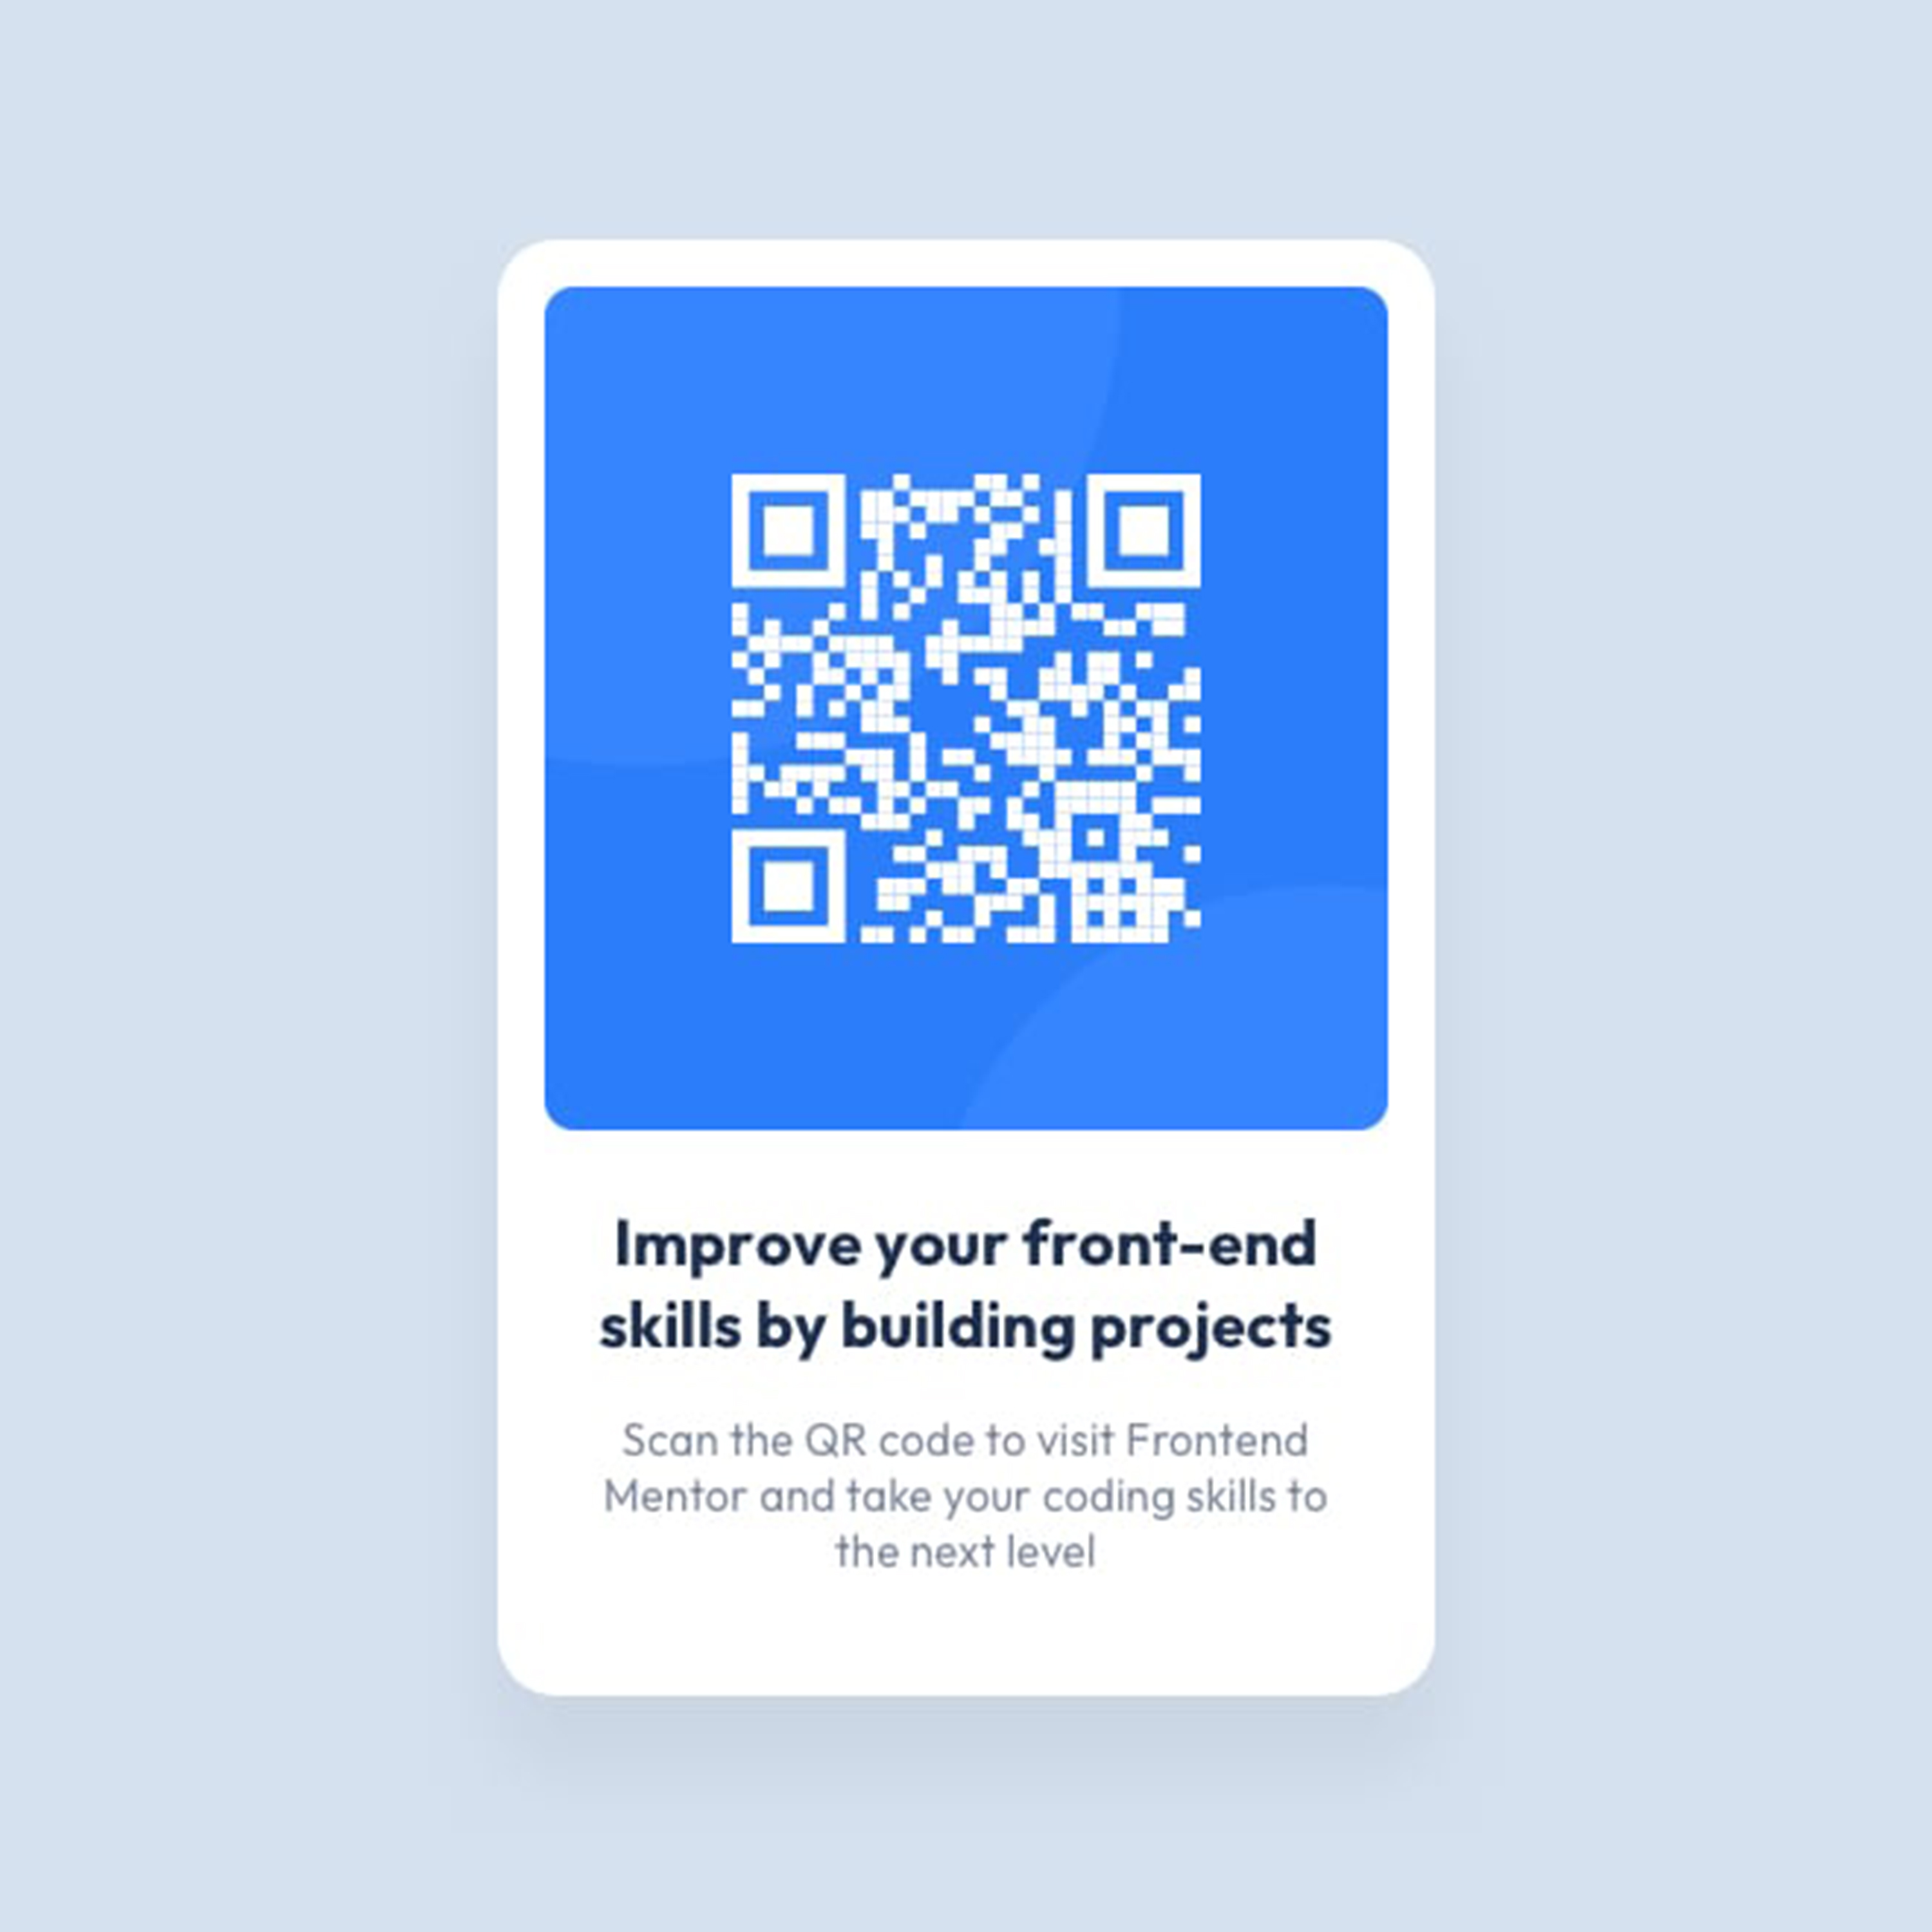 Improve your front-end
skills by building projects
Scan the QR code to visit Frontend
Mentor and take your coding skills to
the next level